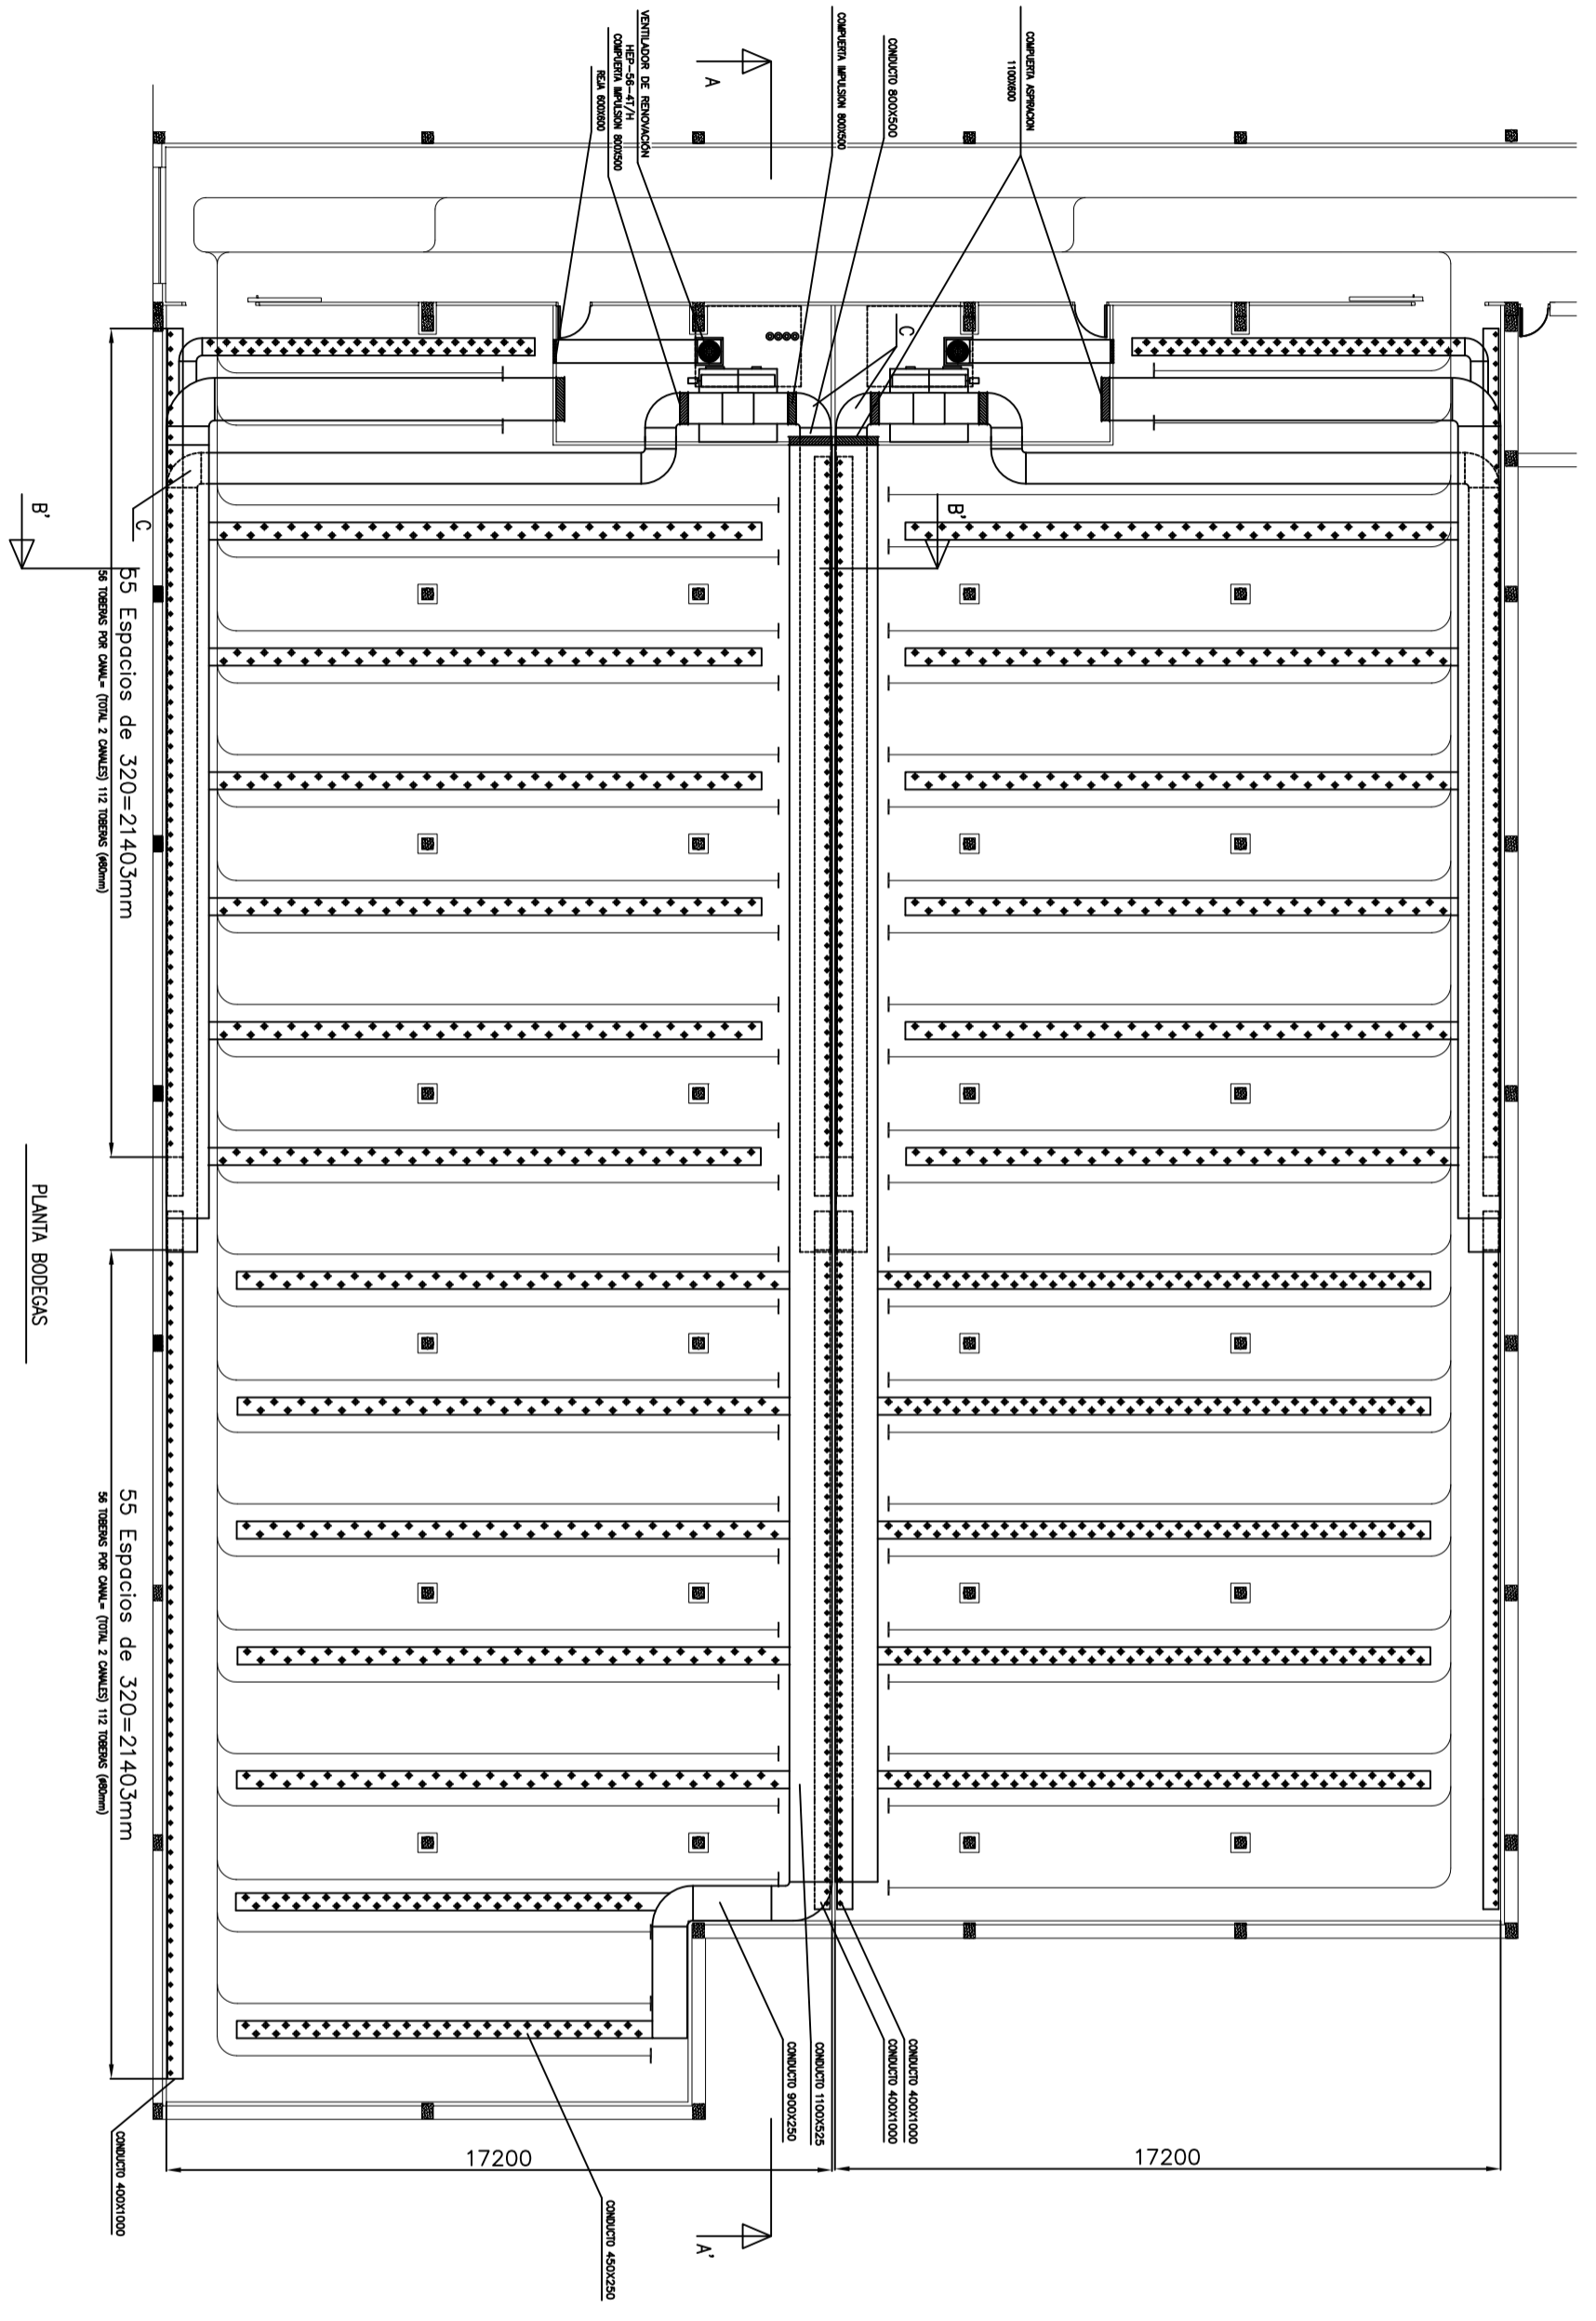 COMPUERTA ASPIRACION
1100X600
CONDUCTO 800X500
COMPUERTA IMPULSION 800X500
A
VENTILADOR DE RENOVACIÓN
HEP-56-4T/H
COMPUERTA IMPULSION 800X500
REJA 600X600
C
C
B'
B'
55 Espacios de 320=21403mm
56 TOBERAS POR CANAL= (TOTAL 2 CANALES) 112 TOBERAS (ø80mm)
55 Espacios de 320=21403mm
56 TOBERAS POR CANAL= (TOTAL 2 CANALES) 112 TOBERAS (ø80mm)
PLANTA BODEGAS
CONDUCTO 400X1000
CONDUCTO 400X1000
CONDUCTO 1100X525
CONDUCTO 900X250
17200
17200
CONDUCTO 400X1000
CONDUCTO 450X250
A'